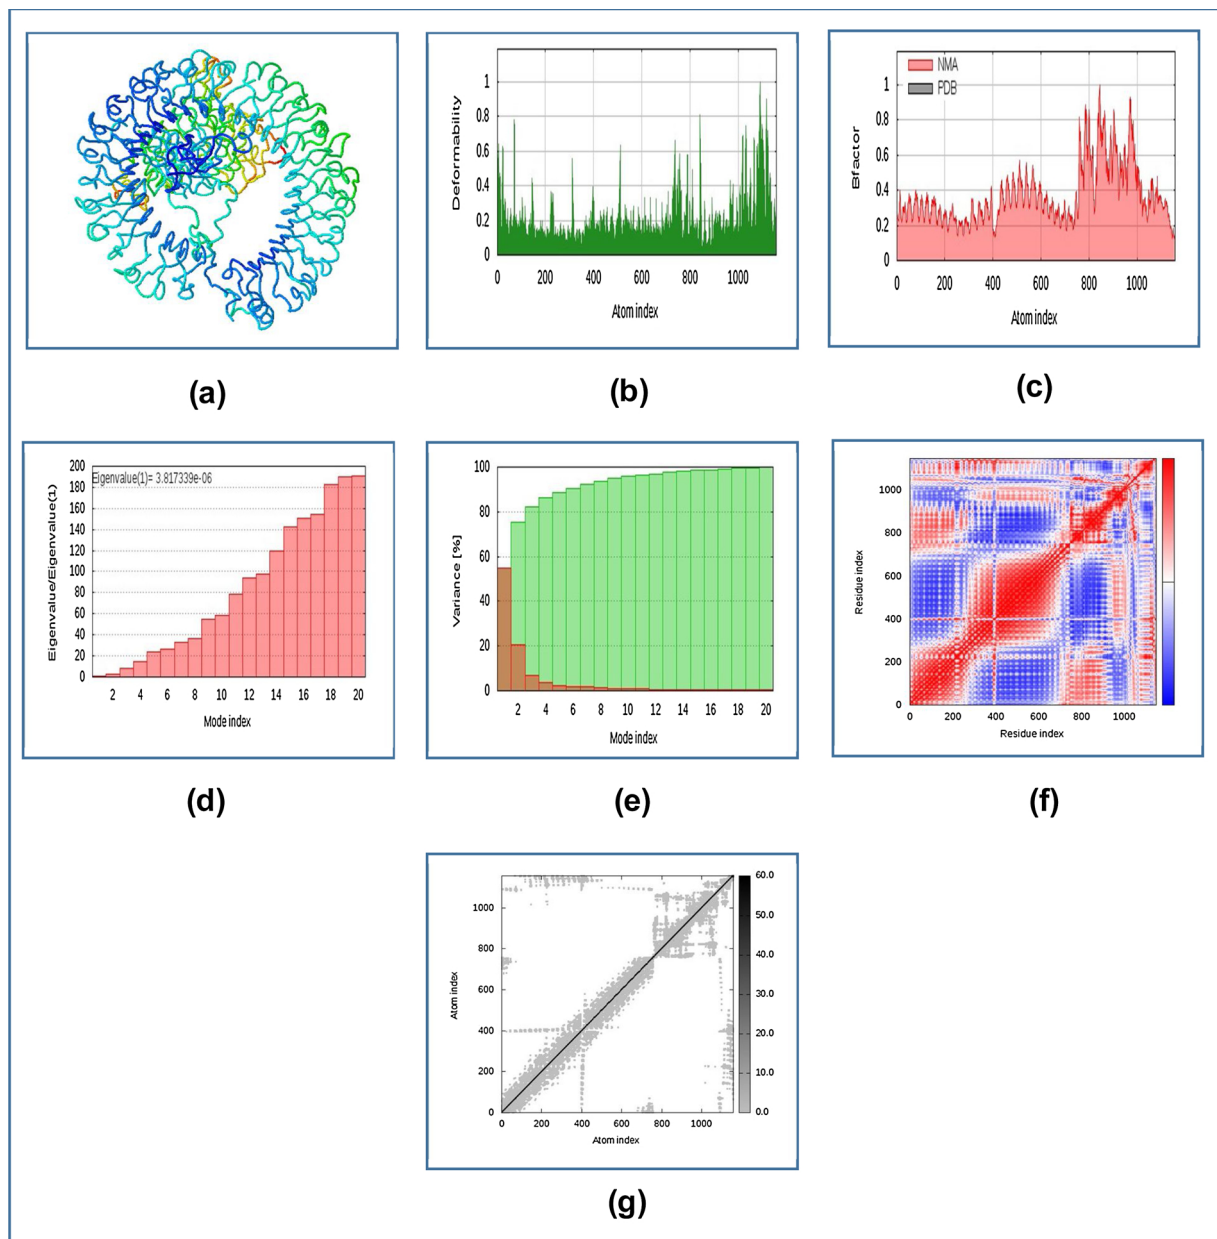 (a)
Deformability
1
0.8
0.6
0.4
0.2
0
0 200 400 600 800 1000
Atom index
(b)
Bfactor
NMA
PDB
1
0.8
0.6
0.4
0.2
0
0 200 400 600 800 1000
Atom index
(c)
Eigenvalue/Eigenvalue(1)
Eigenvalue(1)= 3.817339e-06
200
180
160
140
120
100
80
60
40
20
0
2 4 6 8 10 12 14 16 18 20
Mode index
(d)
Variance [%]
100
80
60
40
20
0
2 4 6 8 10 12 14 16 18 20
Mode index
(e)
Residue index
1000
800
600
400
200
0
0 200 400 600 800 1000
Residue index
(f)
Atom index
1000
800
600
400
200
0
0 200 400 600 800 1000
Atom index
60.0
50.0
40.0
30.0
20.0
10.0
0.0
(g)